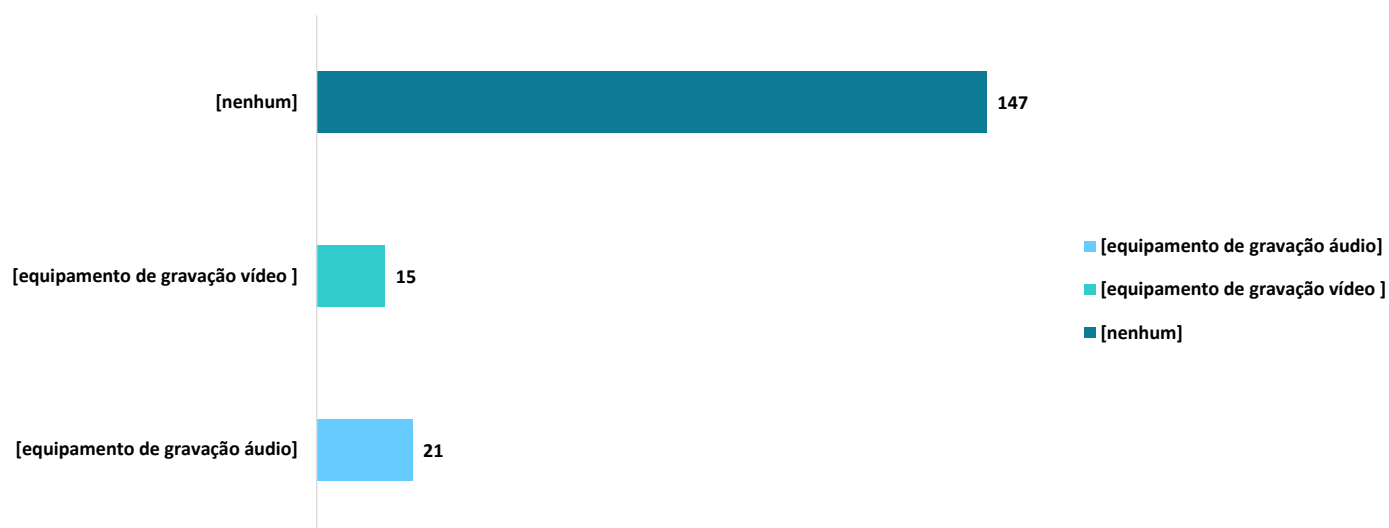 [nenhum]
147
[equipamento de gravação vídeo ]
15
[equipamento de gravação áudio]
21
[equipamento de gravação áudio]
[equipamento de gravação vídeo ]
[nenhum]